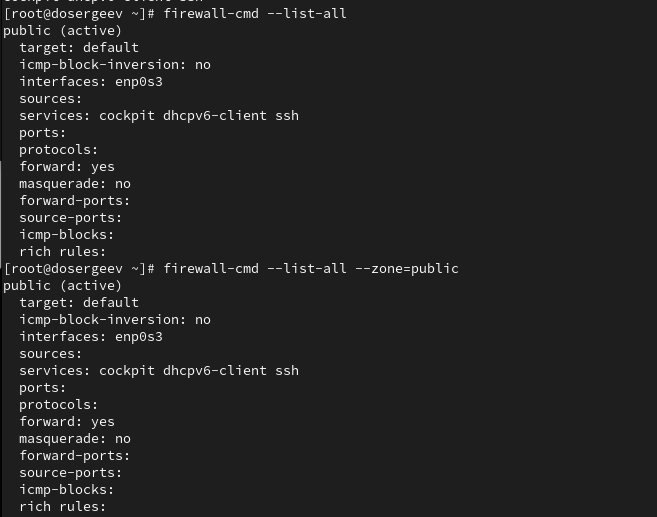 [root@dosergeev ~]# firewall-cmd --list-all
public (active)
  target: default
  icmp-block-inversion: no
  interfaces: enp0s3
  sources:
  services: cockpit dhcpv6-client ssh
  ports:
  protocols:
  forward: yes
  masquerade: no
  forward-ports:
  source-ports:
  icmp-blocks:
  rich rules:
[root@dosergeev ~]# firewall-cmd --list-all --zone=public
public (active)
  target: default
  icmp-block-inversion: no
  interfaces: enp0s3
  sources:
  services: cockpit dhcpv6-client ssh
  ports:
  protocols:
  forward: yes
  masquerade: no
  forward-ports:
  source-ports:
  icmp-blocks:
  rich rules: